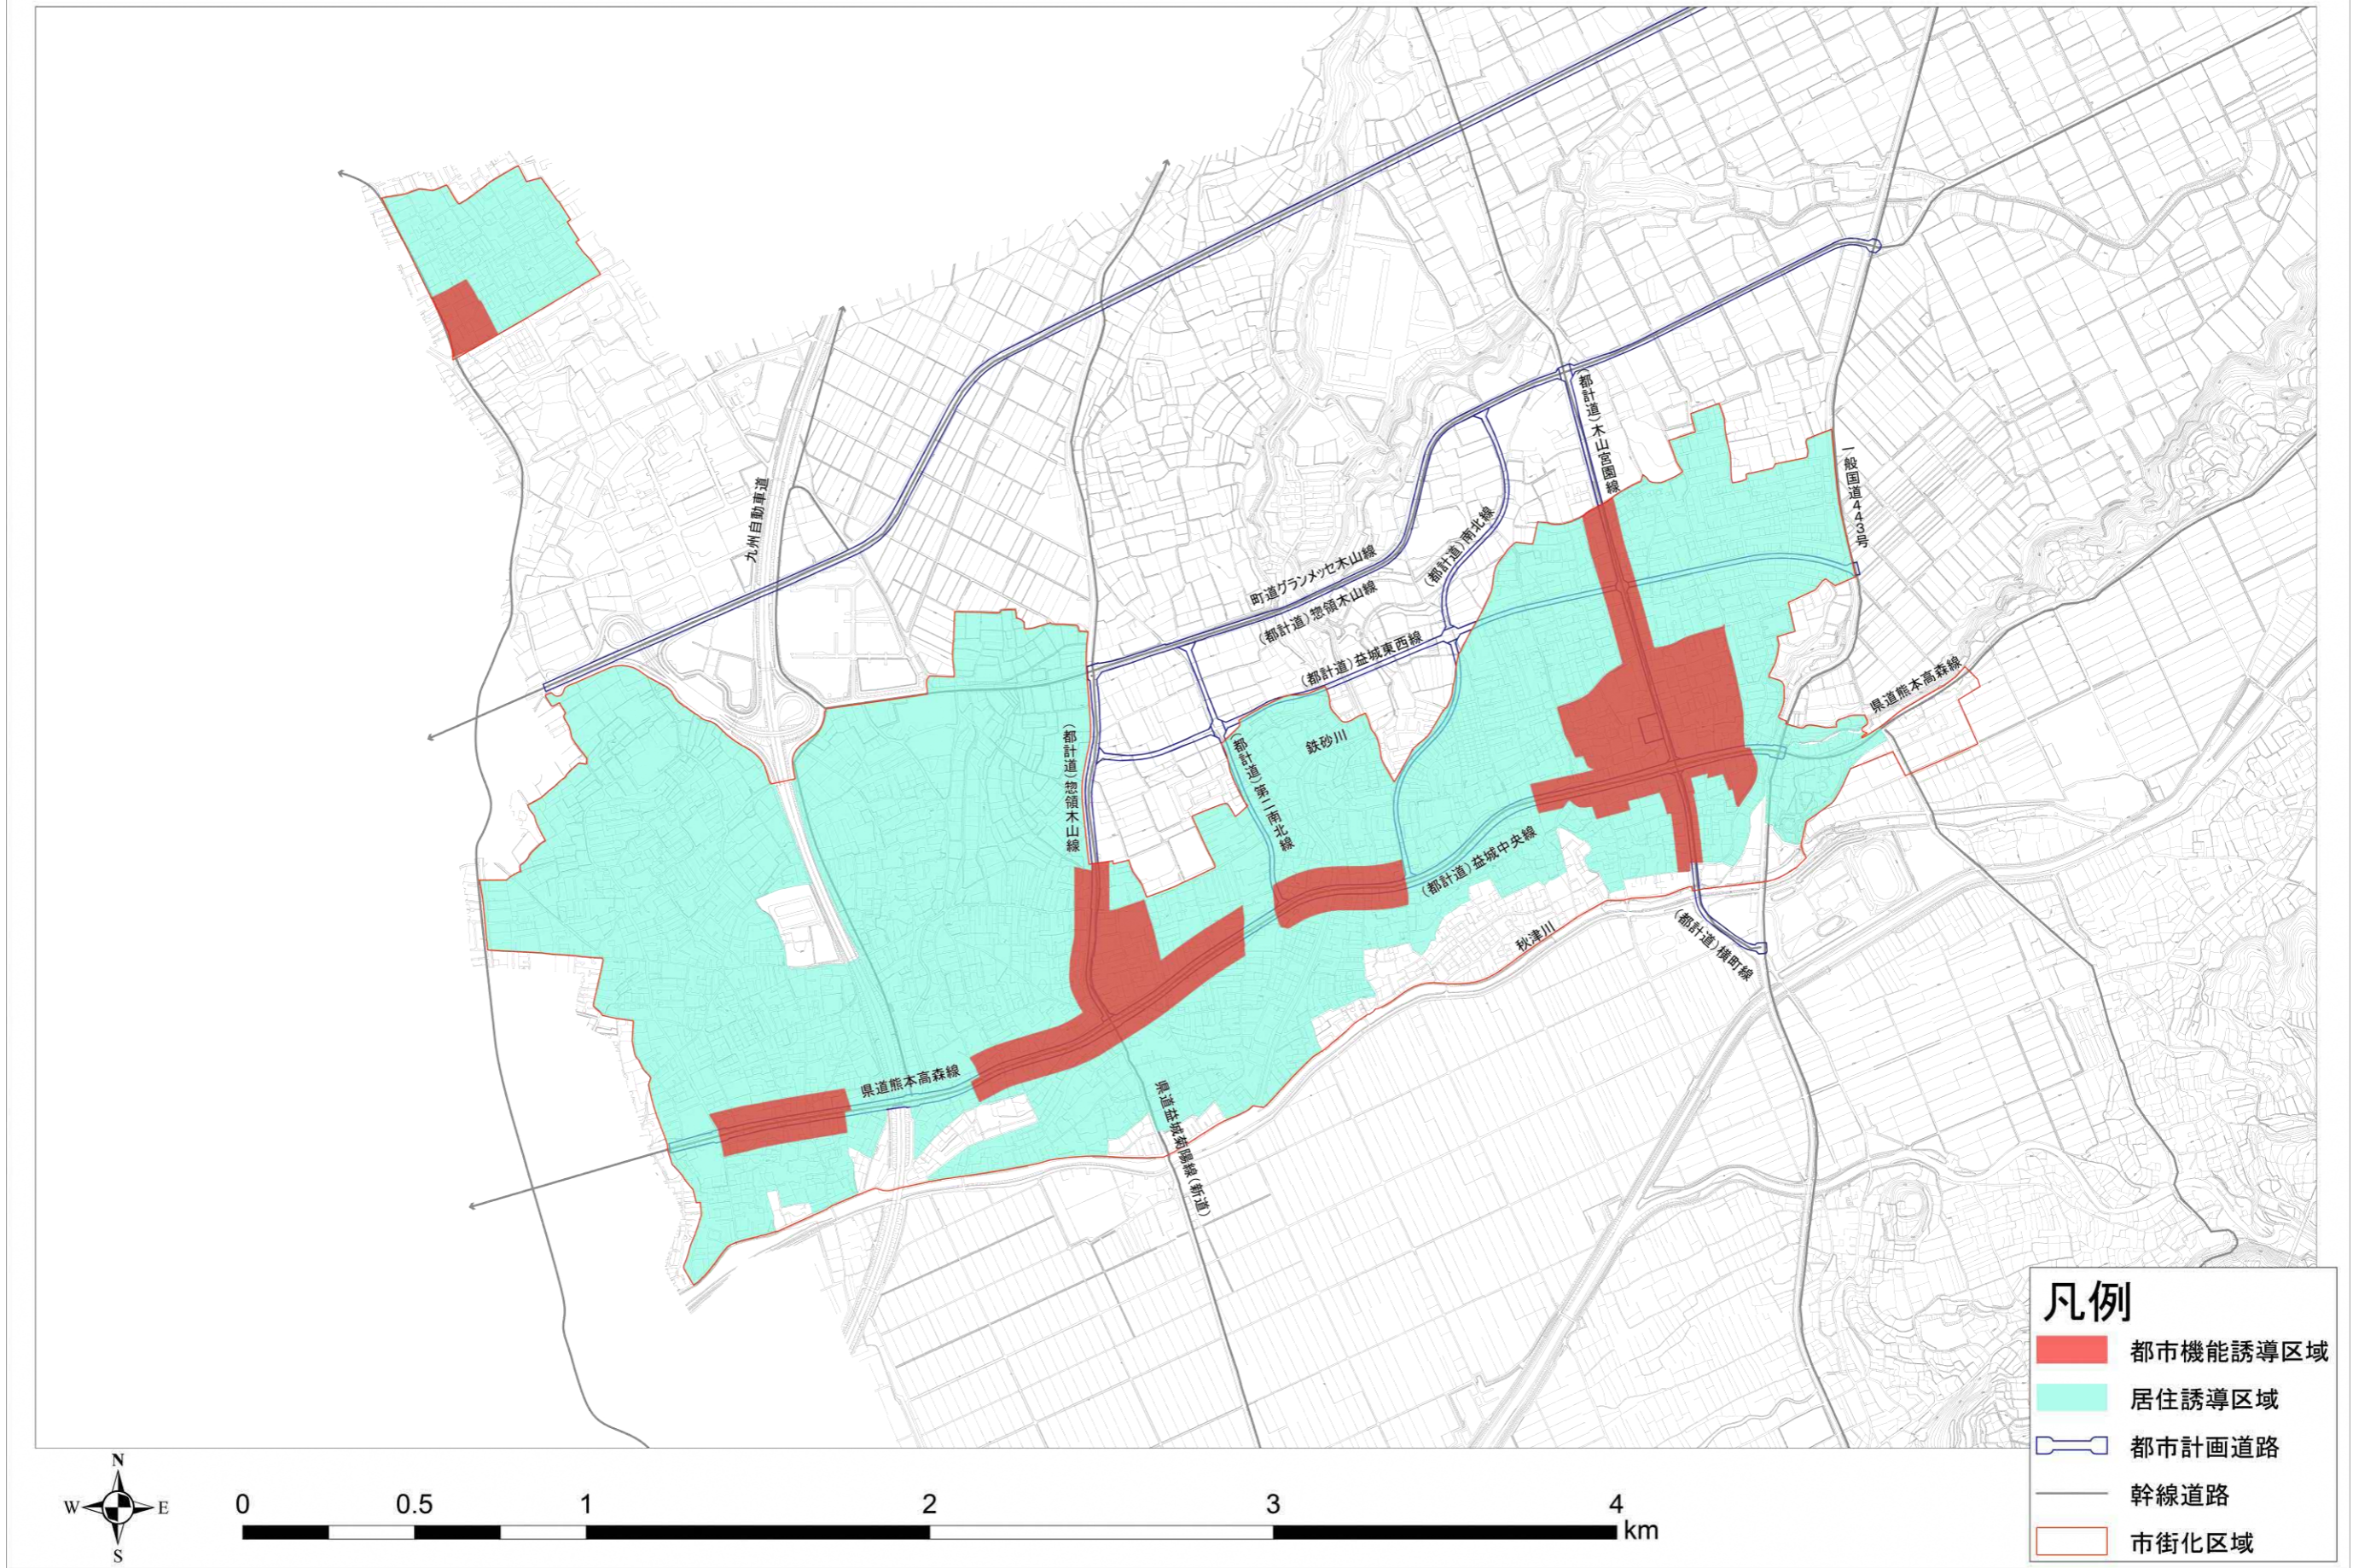 九州自動車道
町道グランメッセ木山線
(都計道)惣領木山線
(都計道)南北線
(都計道)木山宮園線
一般国道443号
(都計道)益城東西線
県道熊本高森線
(都計道)惣領木山線
(都計道)第二南北線
鉄砂川
(都計道)益城中央線
秋津川
(都計道)横町線
県道熊本高森線
県道益城菊陽線(新道)
凡例
都市機能誘導区域
居住誘導区域
都市計画道路
幹線道路
市街化区域
N
W
E
S
0 0.5 1 2 3 4
km